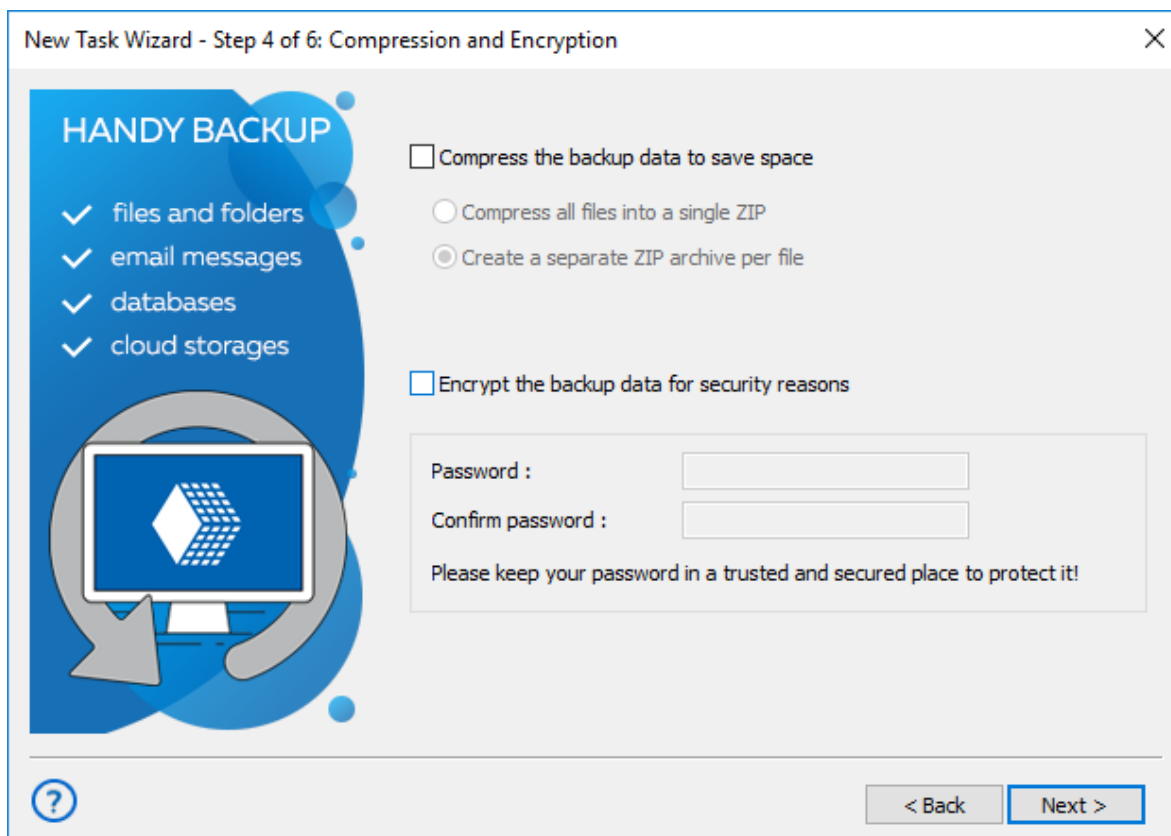 New Task Wizard - Step 4 of 6: Compression and Encryption
HANDY BACKUP
files and folders
email messages
databases
cloud storages
Compress the backup data to save space
Compress all files into a single ZIP
Create a separate ZIP archive per file
Encrypt the backup data for security reasons
Password :
Confirm password :
Please keep your password in a trusted and secured place to protect it!
?
< Back
Next >